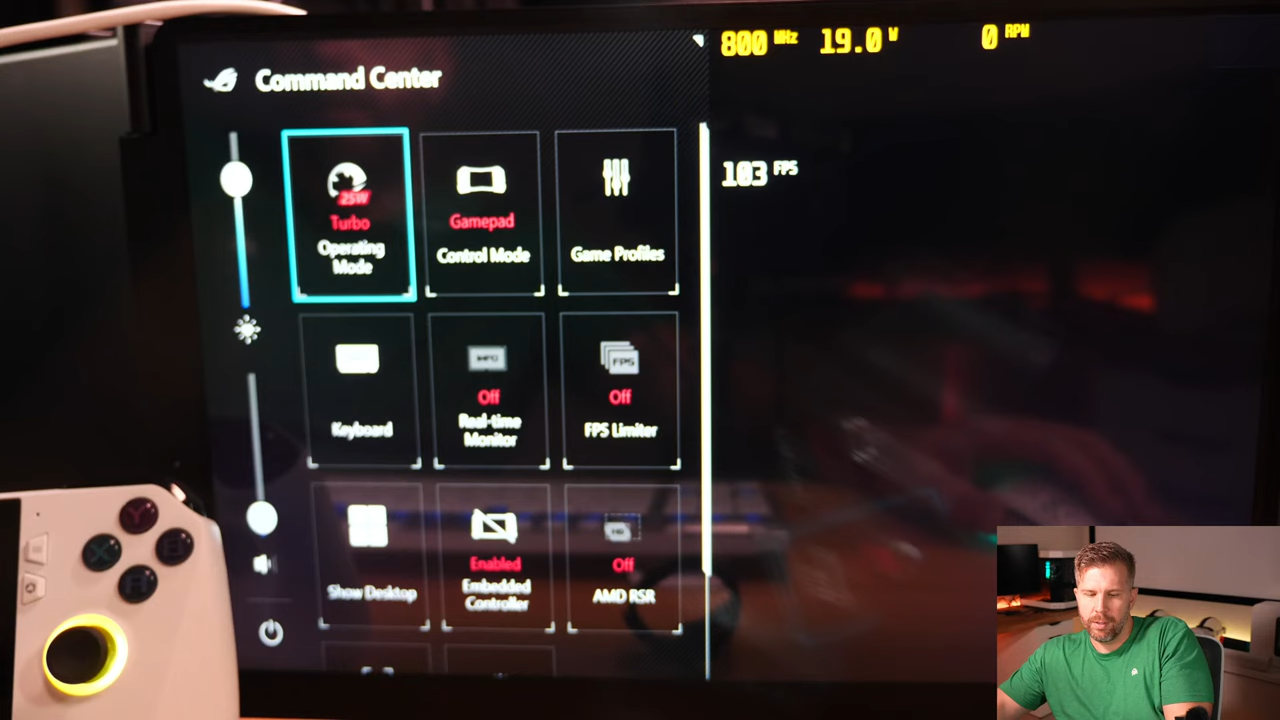 Command Center
800 MHz 19.0 W 0 RPM
103 FPS
25W
Turbo
Operating
Mode
Gamepad
Control Mode
Game Profiles
Keyboard
INFO
Off
Real-time
Monitor
FPS
Off
FPS Limiter
Show Desktop
Enabled
Embedded
Controller
Off
AMD RSR
Y
X
B